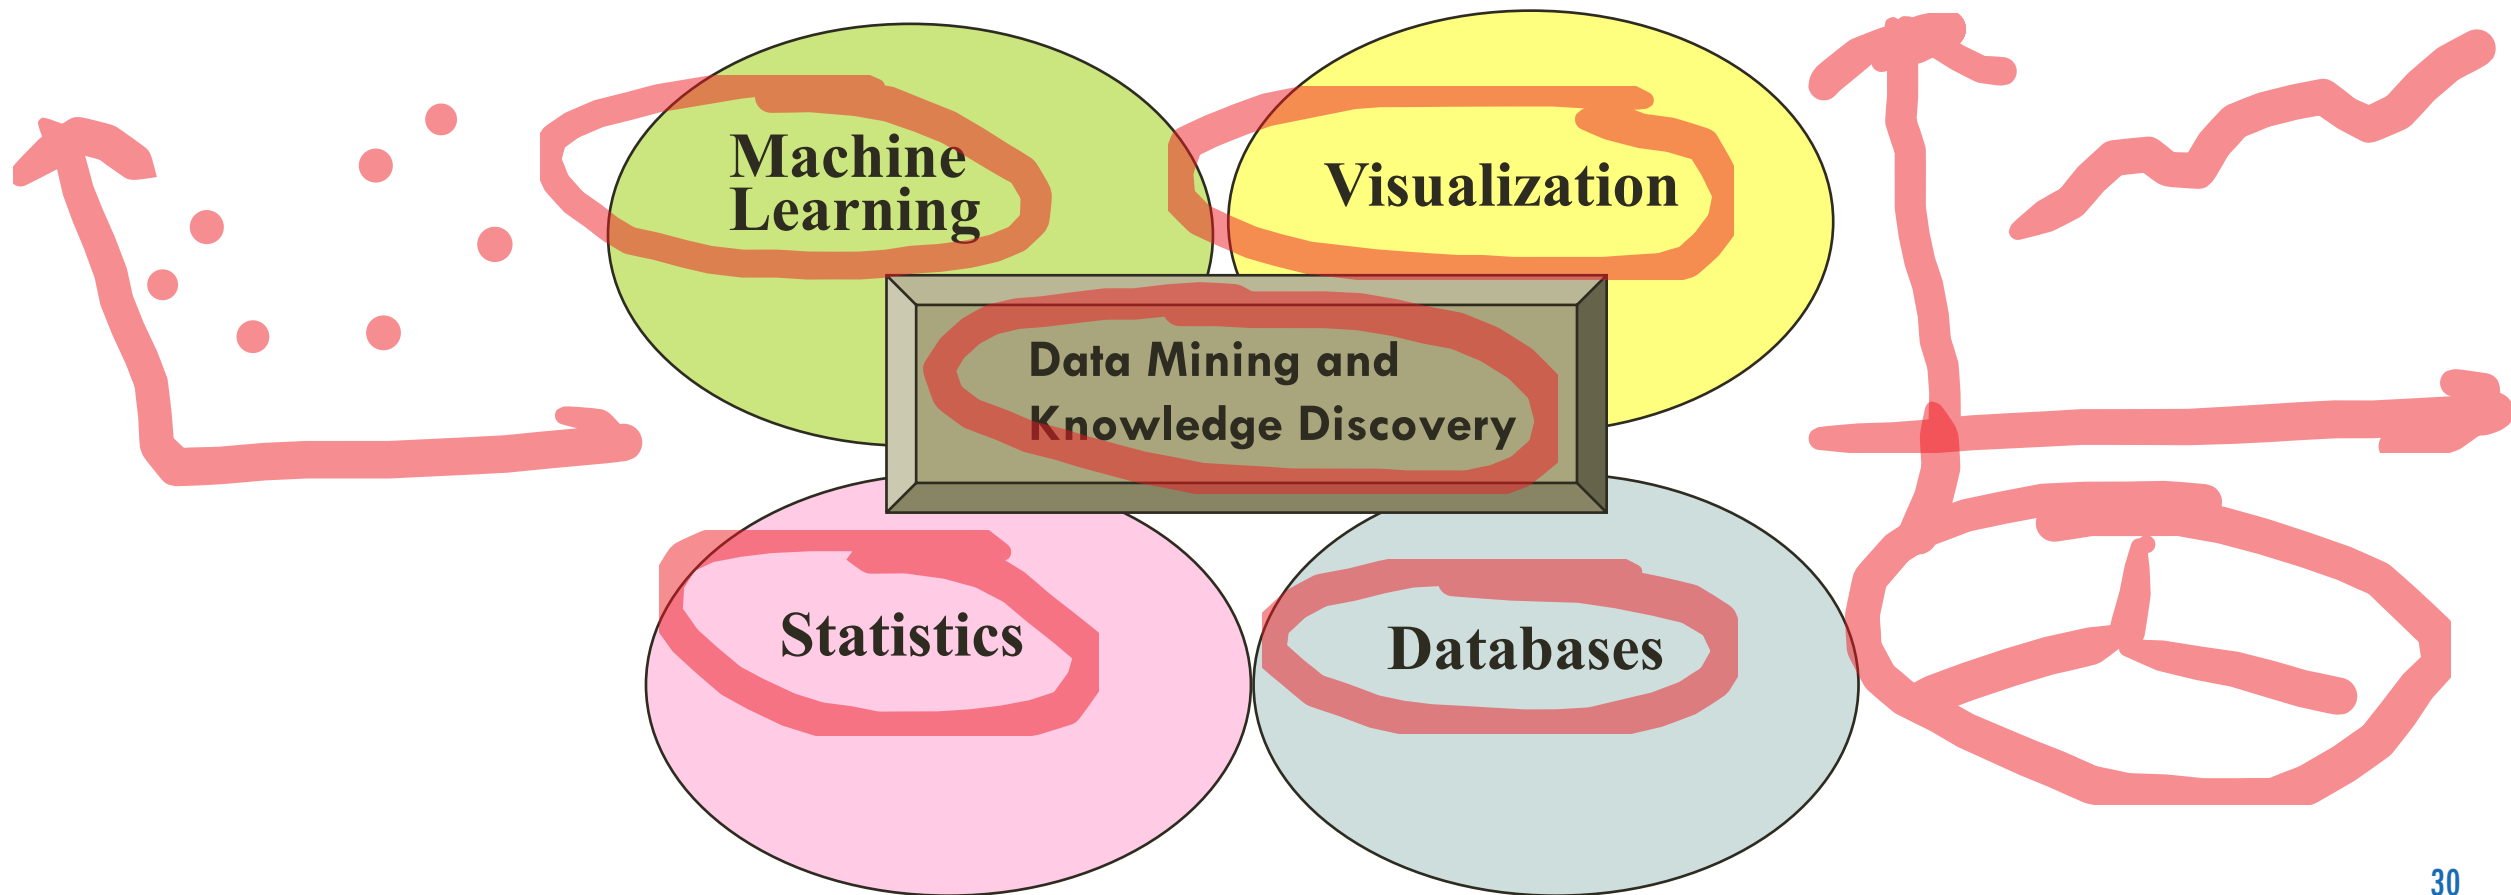 Machine
Learning
Visualization
Data Mining and
Knowledge Discovery
Statistics
Databases
30